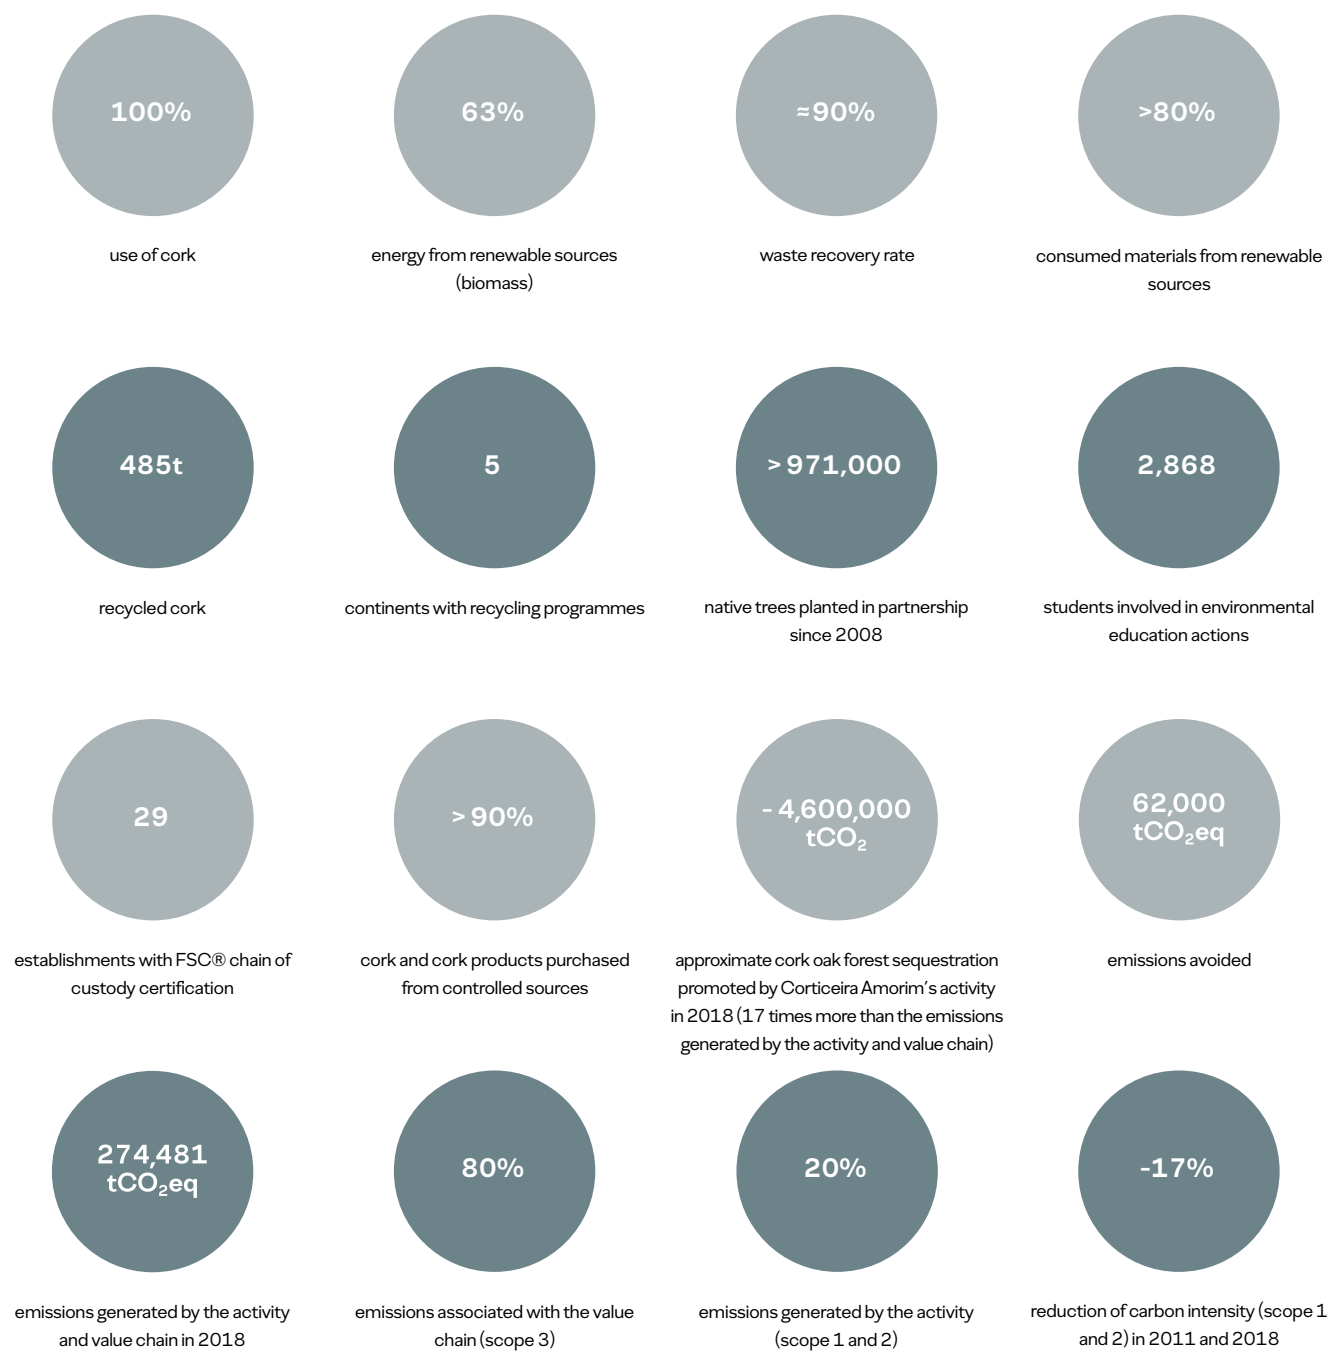 100%
use of cork
63%
energy from renewable sources
(biomass)
≈90%
waste recovery rate
>80%
consumed materials from renewable
sources
485t
recycled cork
5
continents with recycling programmes
> 971,000
native trees planted in partnership
since 2008
2,868
students involved in environmental
education actions
29
establishments with FSC® chain of
custody certification
> 90%
cork and cork products purchased
from controlled sources
- 4,600,000
tCO₂
approximate cork oak forest sequestration
promoted by Corticeira Amorim's activity
in 2018 (17 times more than the emissions
generated by the activity and value chain)
62,000
tCO₂eq
emissions avoided
274,481
tCO₂eq
emissions generated by the activity
and value chain in 2018
80%
emissions associated with the value
chain (scope 3)
20%
emissions generated by the activity
(scope 1 and 2)
-17%
reduction of carbon intensity (scope 1
and 2) in 2011 and 2018